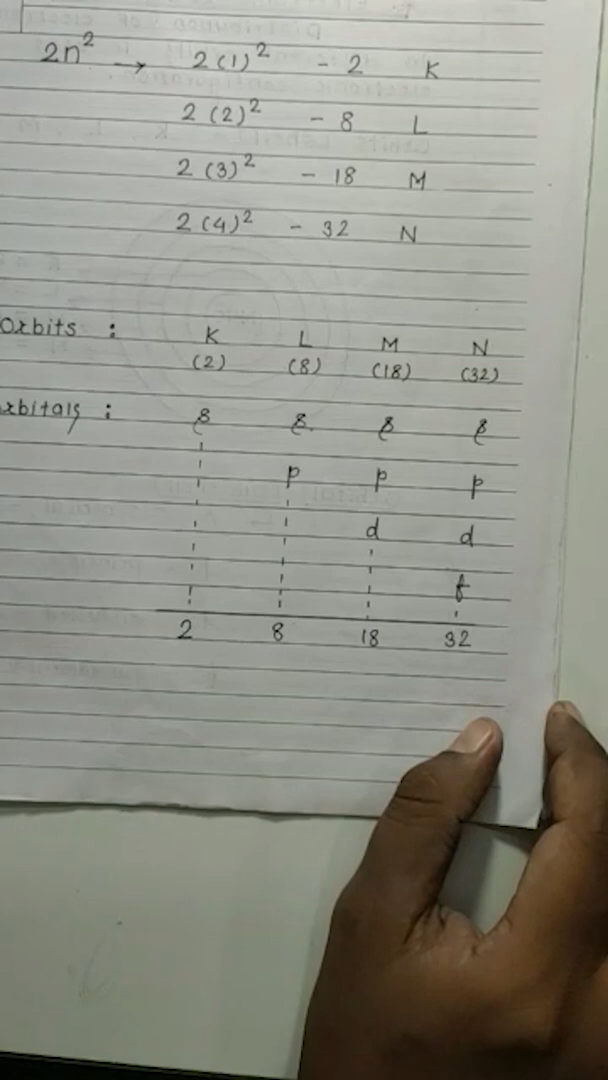 2n² → 2(1)² - 2 K
2(2)² - 8 L
2(3)² - 18 M
2(4)² - 32 N
Orbits : K L M N
(2) (8) (18) (32)
rbitals : s s s s
p p p
d d
f
2 8 18 32